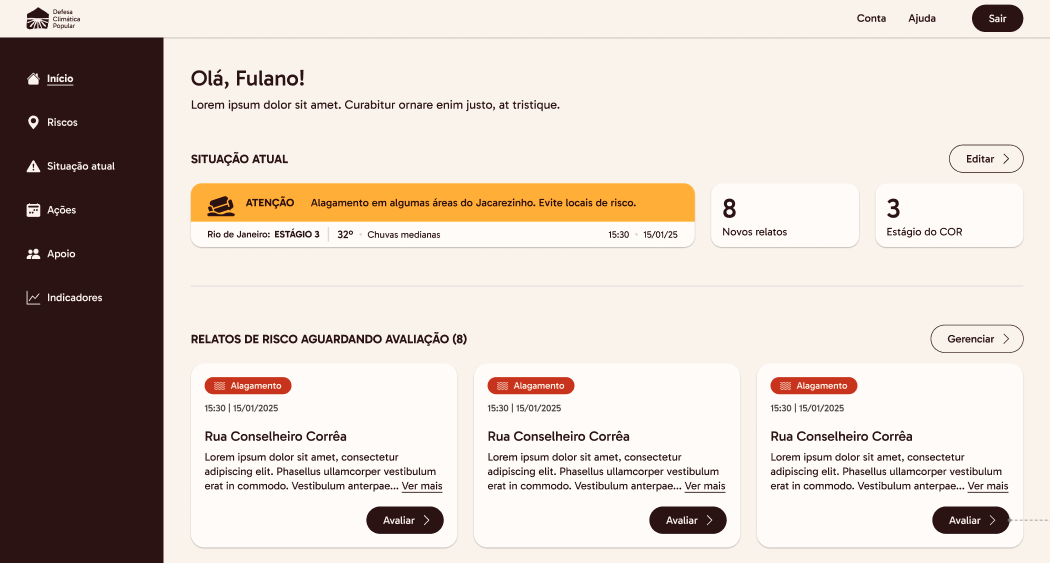 Defesa
Climática
Popular
Conta
Ajuda
Sair
Início
Riscos
Situação atual
Ações
Apoio
Indicadores
Olá, Fulano!
Lorem ipsum dolor sit amet. Curabitur ornare enim justo, at tristique.
SITUAÇÃO ATUAL
Editar
ATENÇÃO Alagamento em algumas áreas do Jacarezinho. Evite locais de risco.
Rio de Janeiro: ESTÁGIO 3 | 32º · Chuvas medianas 15:30 · 15/01/25
8
Novos relatos
3
Estágio do COR
RELATOS DE RISCO AGUARDANDO AVALIAÇÃO (8)
Gerenciar
Alagamento
15:30 | 15/01/2025
Rua Conselheiro Corrêa
Lorem ipsum dolor sit amet, consectetur
adipiscing elit. Phasellus ullamcorper vestibulum
erat in commodo. Vestibulum anterpae... Ver mais
Avaliar
Alagamento
15:30 | 15/01/2025
Rua Conselheiro Corrêa
Lorem ipsum dolor sit amet, consectetur
adipiscing elit. Phasellus ullamcorper vestibulum
erat in commodo. Vestibulum anterpae... Ver mais
Avaliar
Alagamento
15:30 | 15/01/2025
Rua Conselheiro Corrêa
Lorem ipsum dolor sit amet, consectetur
adipiscing elit. Phasellus ullamcorper vestibulum
erat in commodo. Vestibulum anterpae... Ver mais
Avaliar